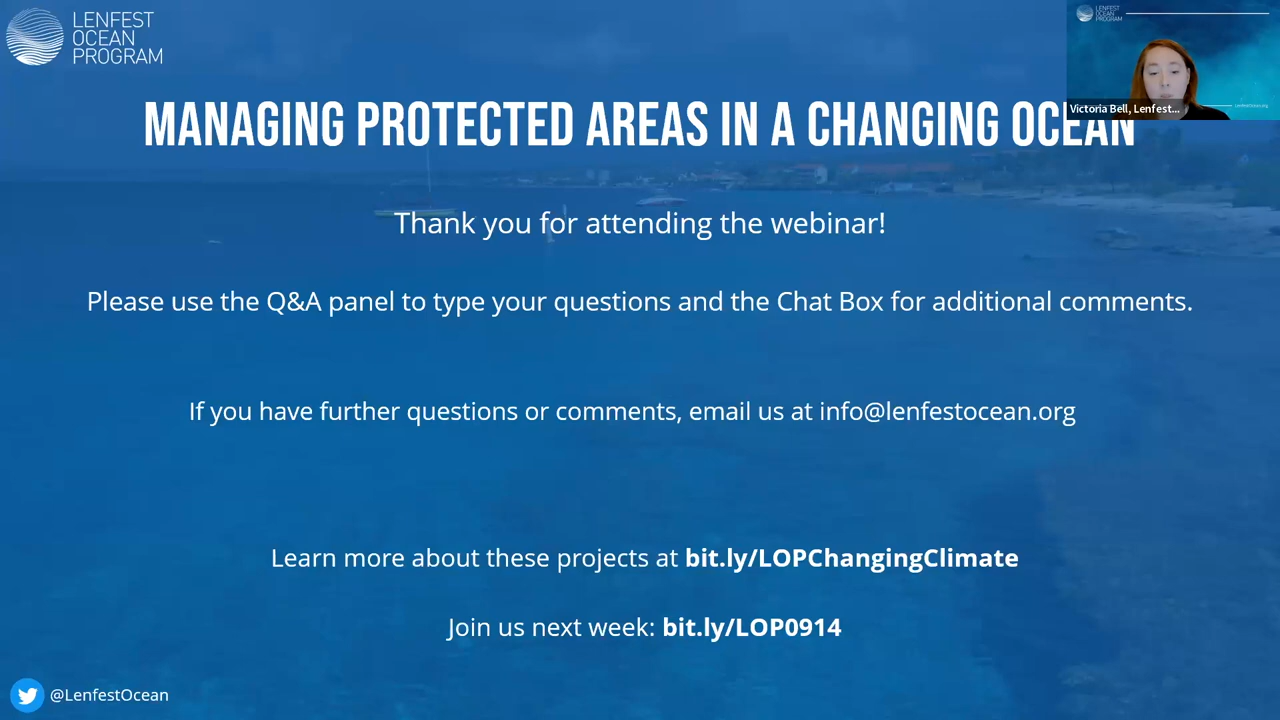 LENFEST
OCEAN
PROGRAM
LENFEST
OCEAN
PROGRAM
Victoria Bell, Lenfest...
MANAGING PROTECTED AREAS IN A CHANGING OCEAN
Thank you for attending the webinar!
Please use the Q&A panel to type your questions and the Chat Box for additional comments.
If you have further questions or comments, email us at info@lenfestocean.org
Learn more about these projects at bit.ly/LOPChangingClimate
Join us next week: bit.ly/LOP0914
@LenfestOcean